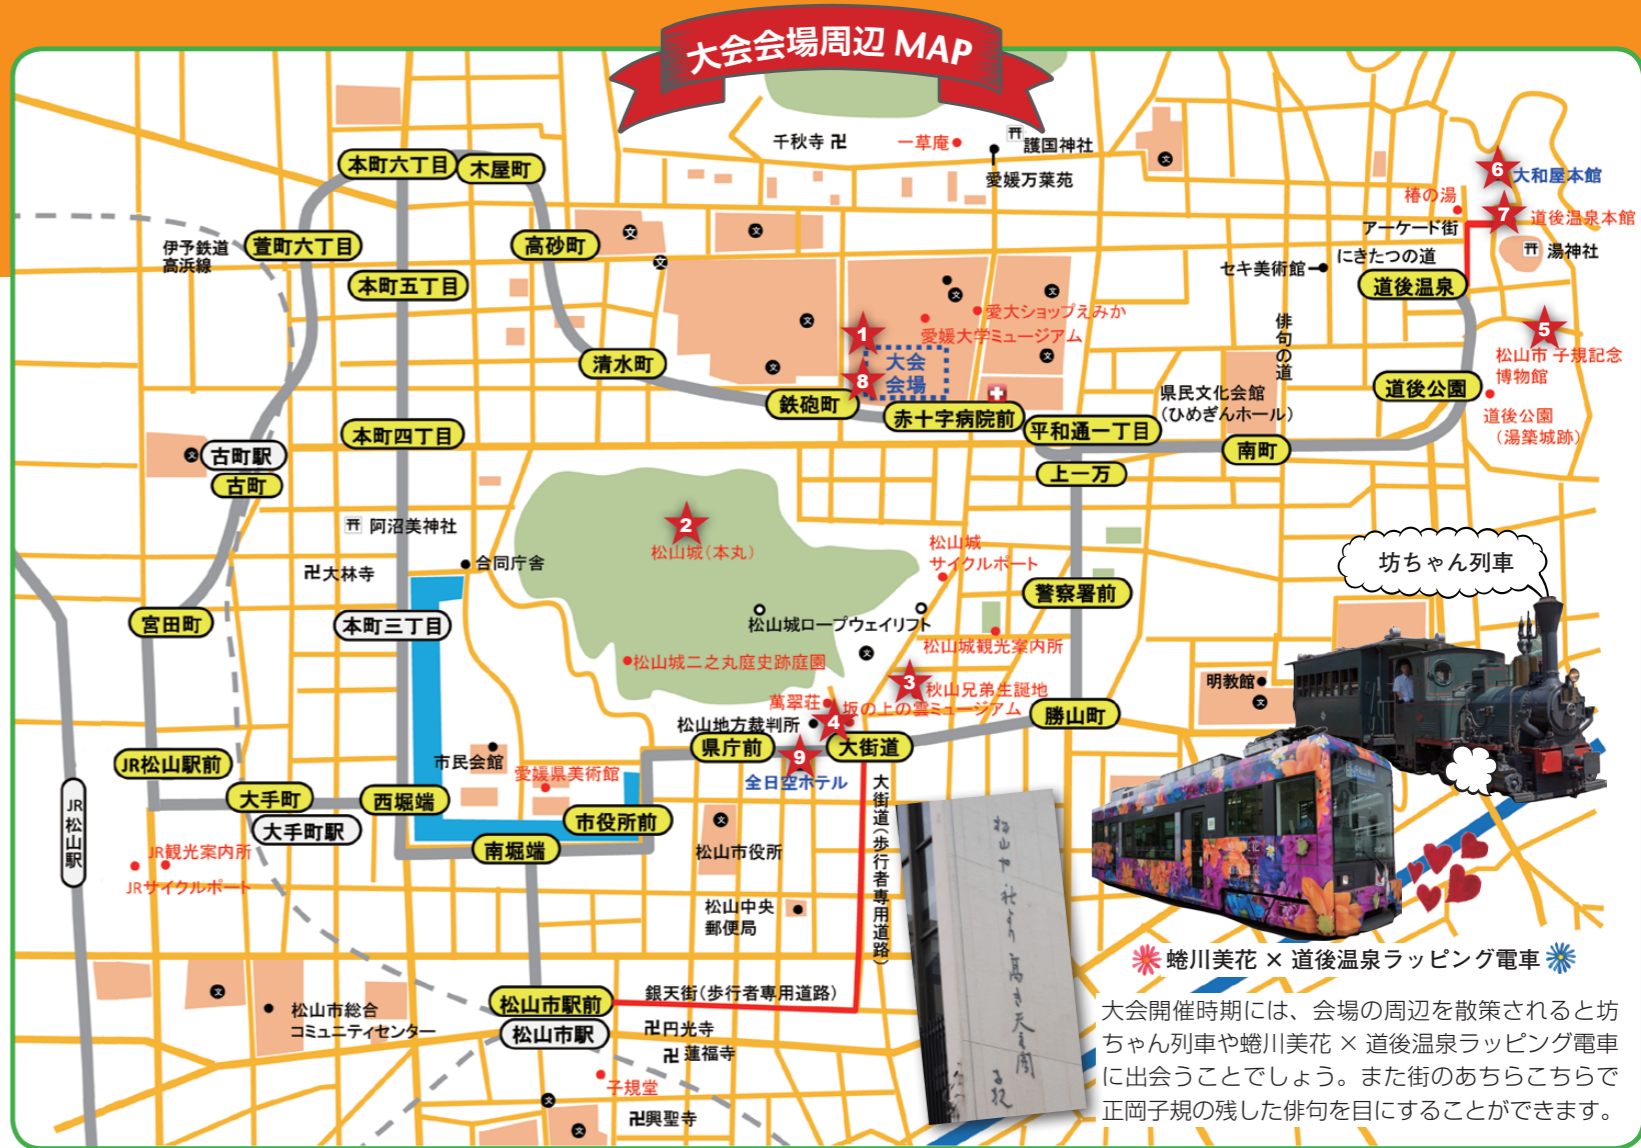 大会会場周辺 MAP
千秋寺
一草庵
護国神社
愛媛万葉苑
本町六丁目
木屋町
6
大和屋本館
椿の湯
7
道後温泉本館
アーケード街
伊予鉄道
高浜線
萱町六丁目
高砂町
文
にきたつの道
湯神社
セキ美術館
本町五丁目
道後温泉
愛大ショップえみか
愛媛大学ミュージアム
俳句の道
1
5
松山市 子規記念
博物館
大会
会場
8
清水町
鉄砲町
赤十字病院前
県民文化会館
(ひめぎんホール)
道後公園
道後公園
(湯築城跡)
本町四丁目
平和通一丁目
南町
古町駅
古町
上一万
2
松山城(本丸)
阿沼美神社
合同庁舎
大林寺
松山城
サイクルポート
坊ちゃん列車
警察署前
宮田町
本町三丁目
松山城ロープウェイリフト
松山城観光案内所
松山城二之丸庭史跡庭園
3
秋山兄弟生誕地
明教館
萬翠荘
坂の上の雲ミュージアム
4
松山地方裁判所
勝山町
県庁前
大街道
9
全日空ホテル
JR松山駅前
市民会館
愛媛県美術館
大手町
西堀端
大手町駅
JR松山駅
市役所前
南堀端
松山市役所
大街道(歩行者専用道路)
JR観光案内所
JRサイクルポート
松山中央
郵便局
松山や秋より高き天主閣
子規
蜷川美花 × 道後温泉ラッピング電車
松山市駅前
銀天街(歩行者専用道路)
松山市総合
コミュニティセンター
松山市駅
円光寺
蓮福寺
子規堂
興聖寺
大会開催時期には、会場の周辺を散策されると坊
ちゃん列車や蜷川美花 × 道後温泉ラッピング電車
に出会うことでしょう。また街のあちらこちらで
正岡子規の残した俳句を目にすることができます。